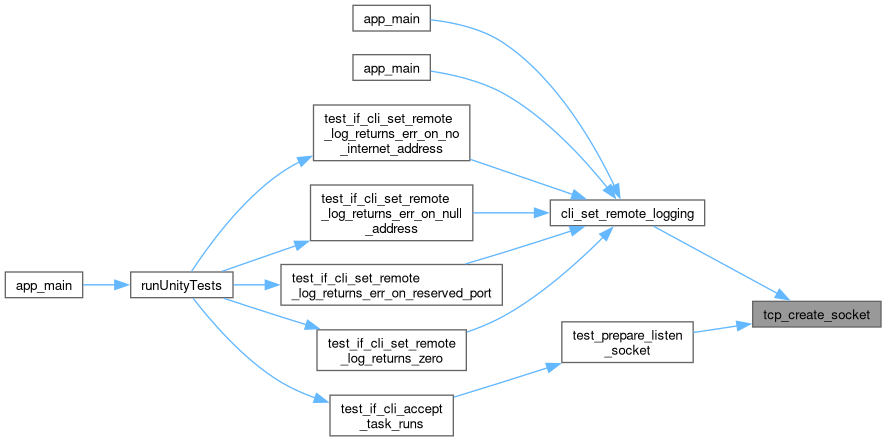 app_main
app_main
test_if_cli_set_remote
_log_returns_err_on_no
_internet_address
test_if_cli_set_remote
_log_returns_err_on_null
_address
cli_set_remote_logging
app_main
runUnityTests
test_if_cli_set_remote
_log_returns_err_on_reserved_port
tcp_create_socket
test_if_cli_set_remote
_log_returns_zero
test_prepare_listen
_socket
test_if_cli_accept
_task_runs